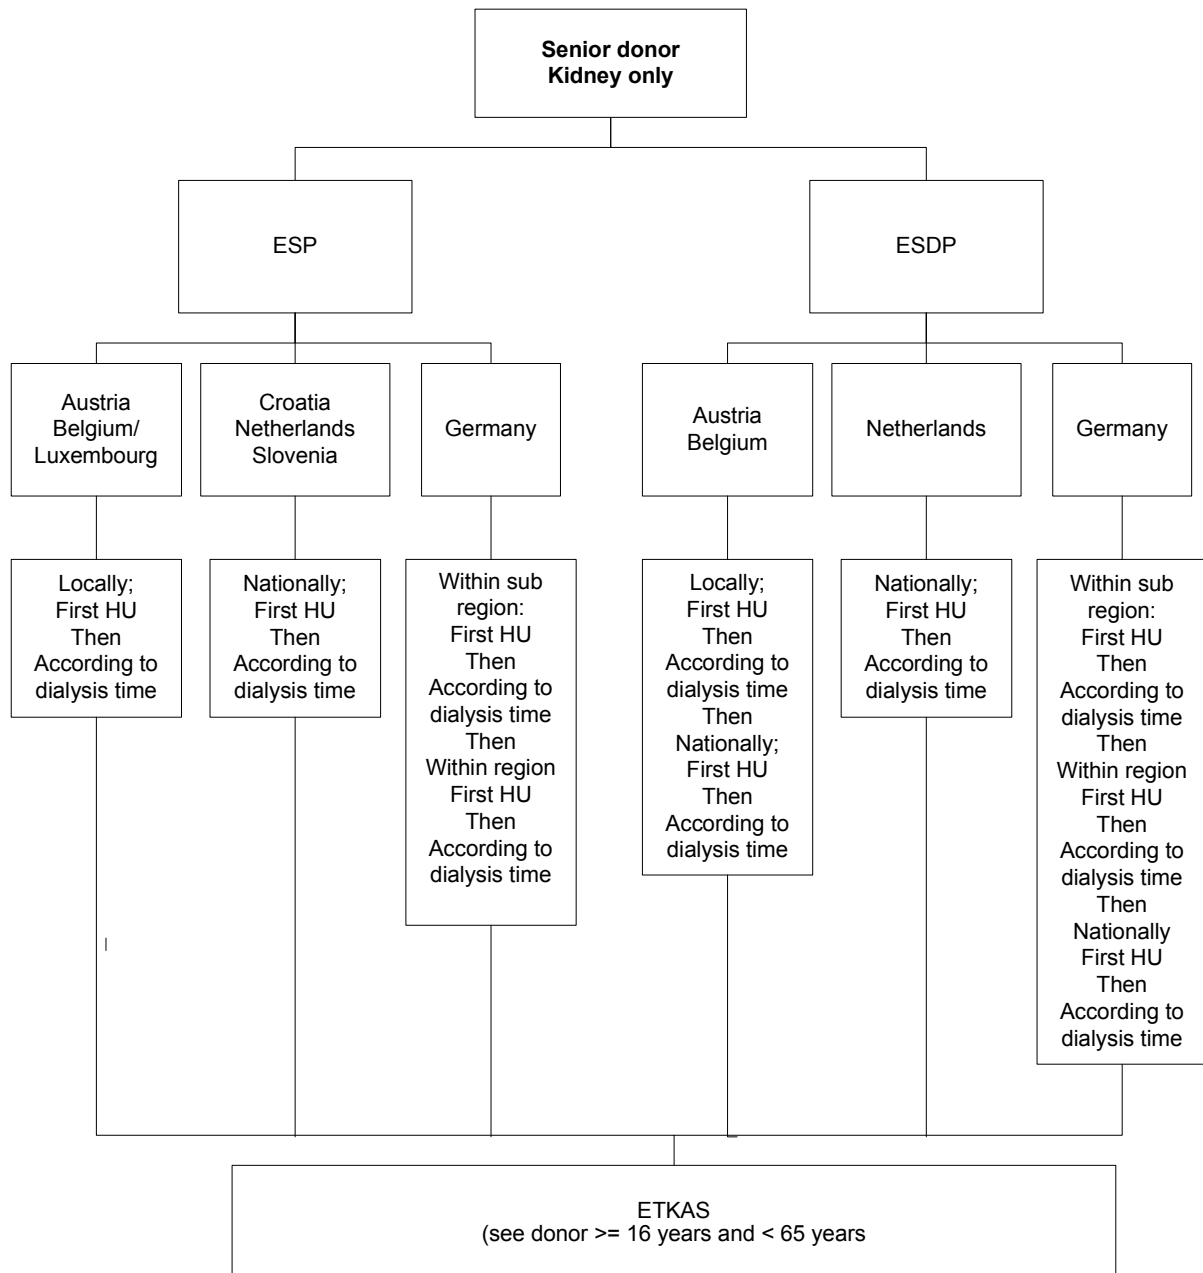 Senior donor
Kidney only
ESP
ESDP
Austria
Belgium/
Luxembourg
Croatia
Netherlands
Slovenia
Germany
Austria
Belgium
Netherlands
Germany
Locally;
First HU
Then
According to
dialysis time
Nationally;
First HU
Then
According to
dialysis time
Within sub
region:
First HU
Then
According to
dialysis time
Then
Within region
First HU
Then
According to
dialysis time
Locally;
First HU
Then
According to
dialysis time
Then
Nationally;
First HU
Then
According to
dialysis time
Nationally;
First HU
Then
According to
dialysis time
Within sub
region:
First HU
Then
According to
dialysis time
Then
Within region
First HU
Then
According to
dialysis time
Then
Nationally
First HU
Then
According to
dialysis time
ETKAS
(see donor >= 16 years and < 65 years